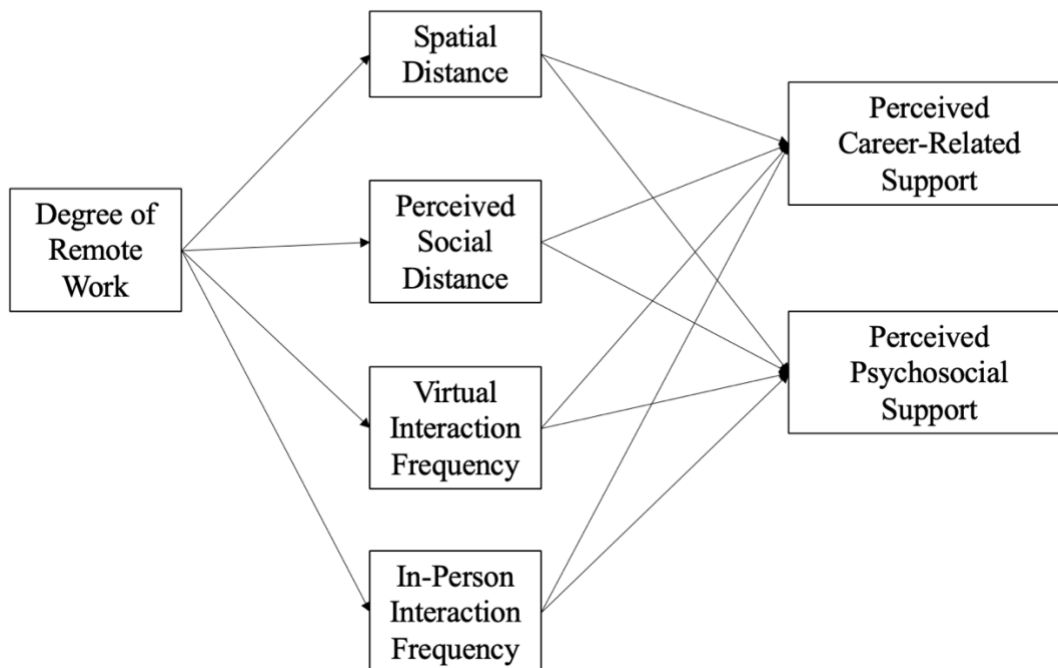 Spatial
Distance
Perceived
Career-Related
Support
Degree of
Remote
Work
Perceived
Social
Distance
Perceived
Psychosocial
Support
Virtual
Interaction
Frequency
In-Person
Interaction
Frequency